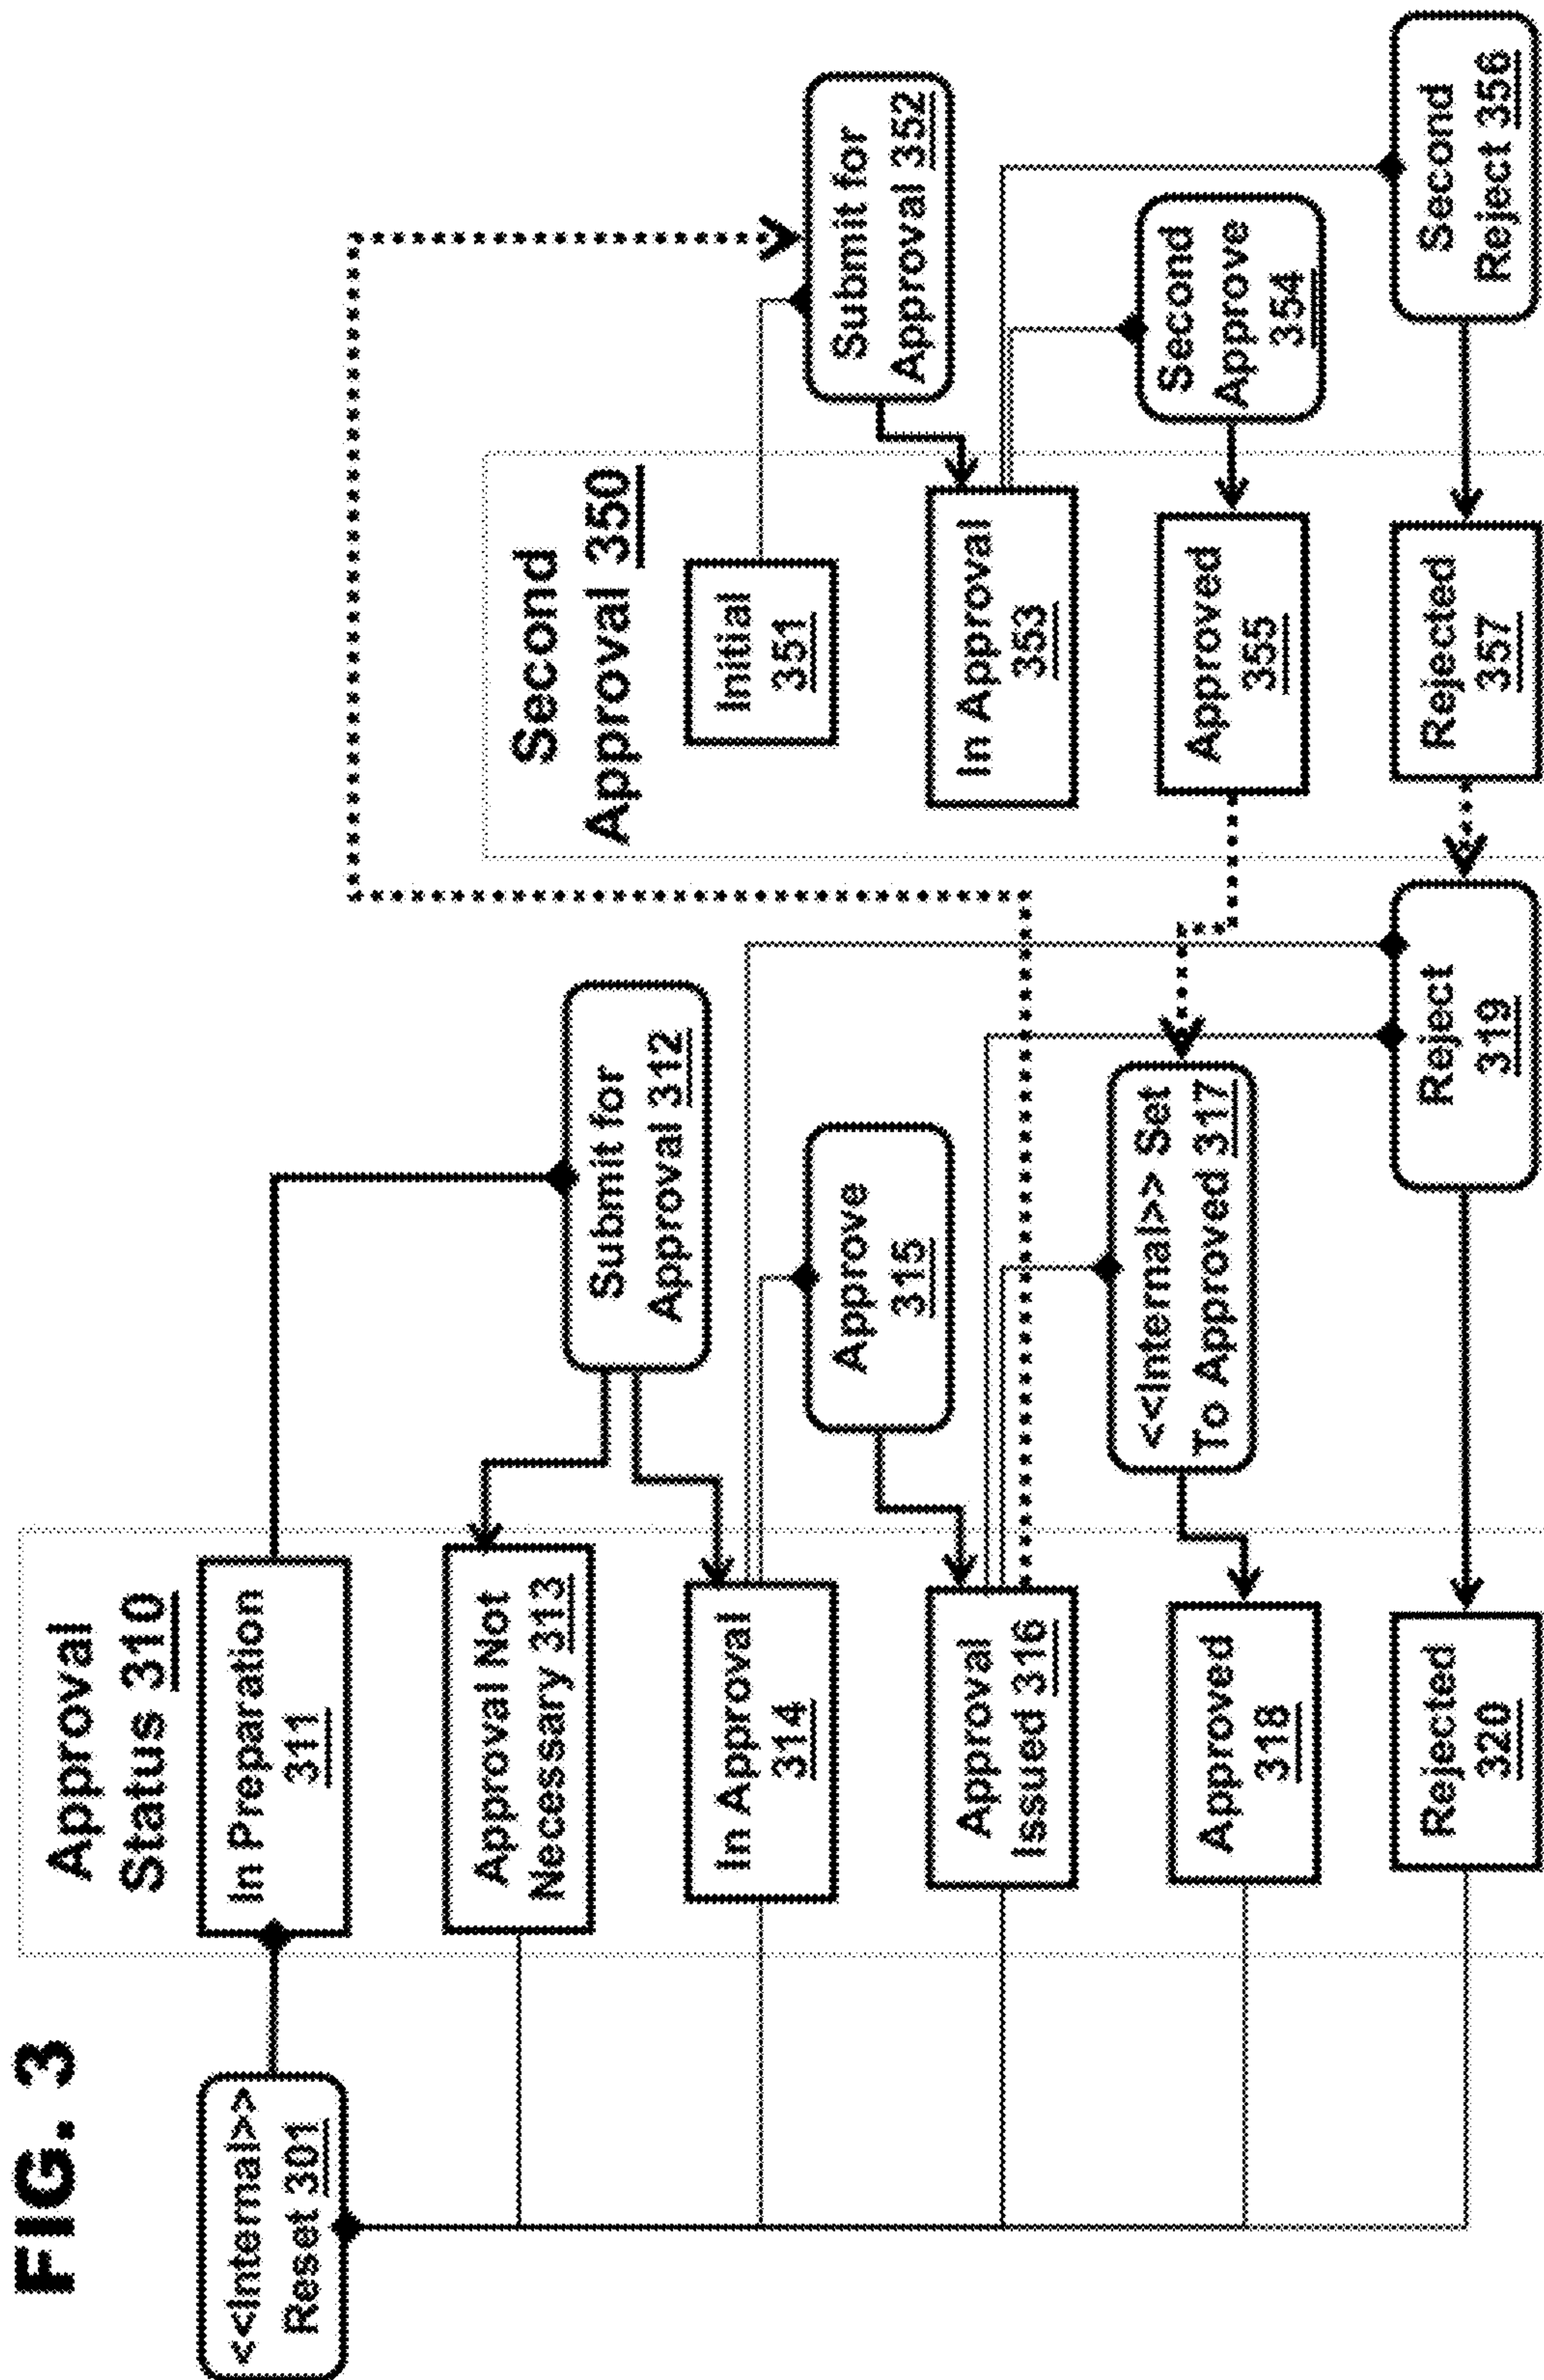 FIG. 3
<<Internal>>
Reset 301
Approval
Status 310
In Preparation
311
Approval Not
Necessary 313
In Approval
314
Approval
Issued 316
Approved
318
Rejected
320
Submit for
Approval 312
Approve
315
<<Internal>> Set
To Approved 317
Reject
319
Second
Approval 350
Initial
351
In Approval
353
Approved
355
Rejected
357
Submit for
Approval 352
Second
Approve
354
Second
Reject 356